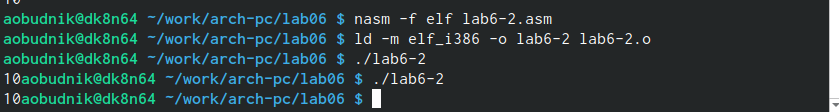 aobudnik@dk8n64 ~/work/arch-pc/lab06 $ nasm -f elf lab6-2.asm
aobudnik@dk8n64 ~/work/arch-pc/lab06 $ ld -m elf_i386 -o lab6-2 lab6-2.o
aobudnik@dk8n64 ~/work/arch-pc/lab06 $ ./lab6-2
10aobudnik@dk8n64 ~/work/arch-pc/lab06 $ ./lab6-2
10aobudnik@dk8n64 ~/work/arch-pc/lab06 $